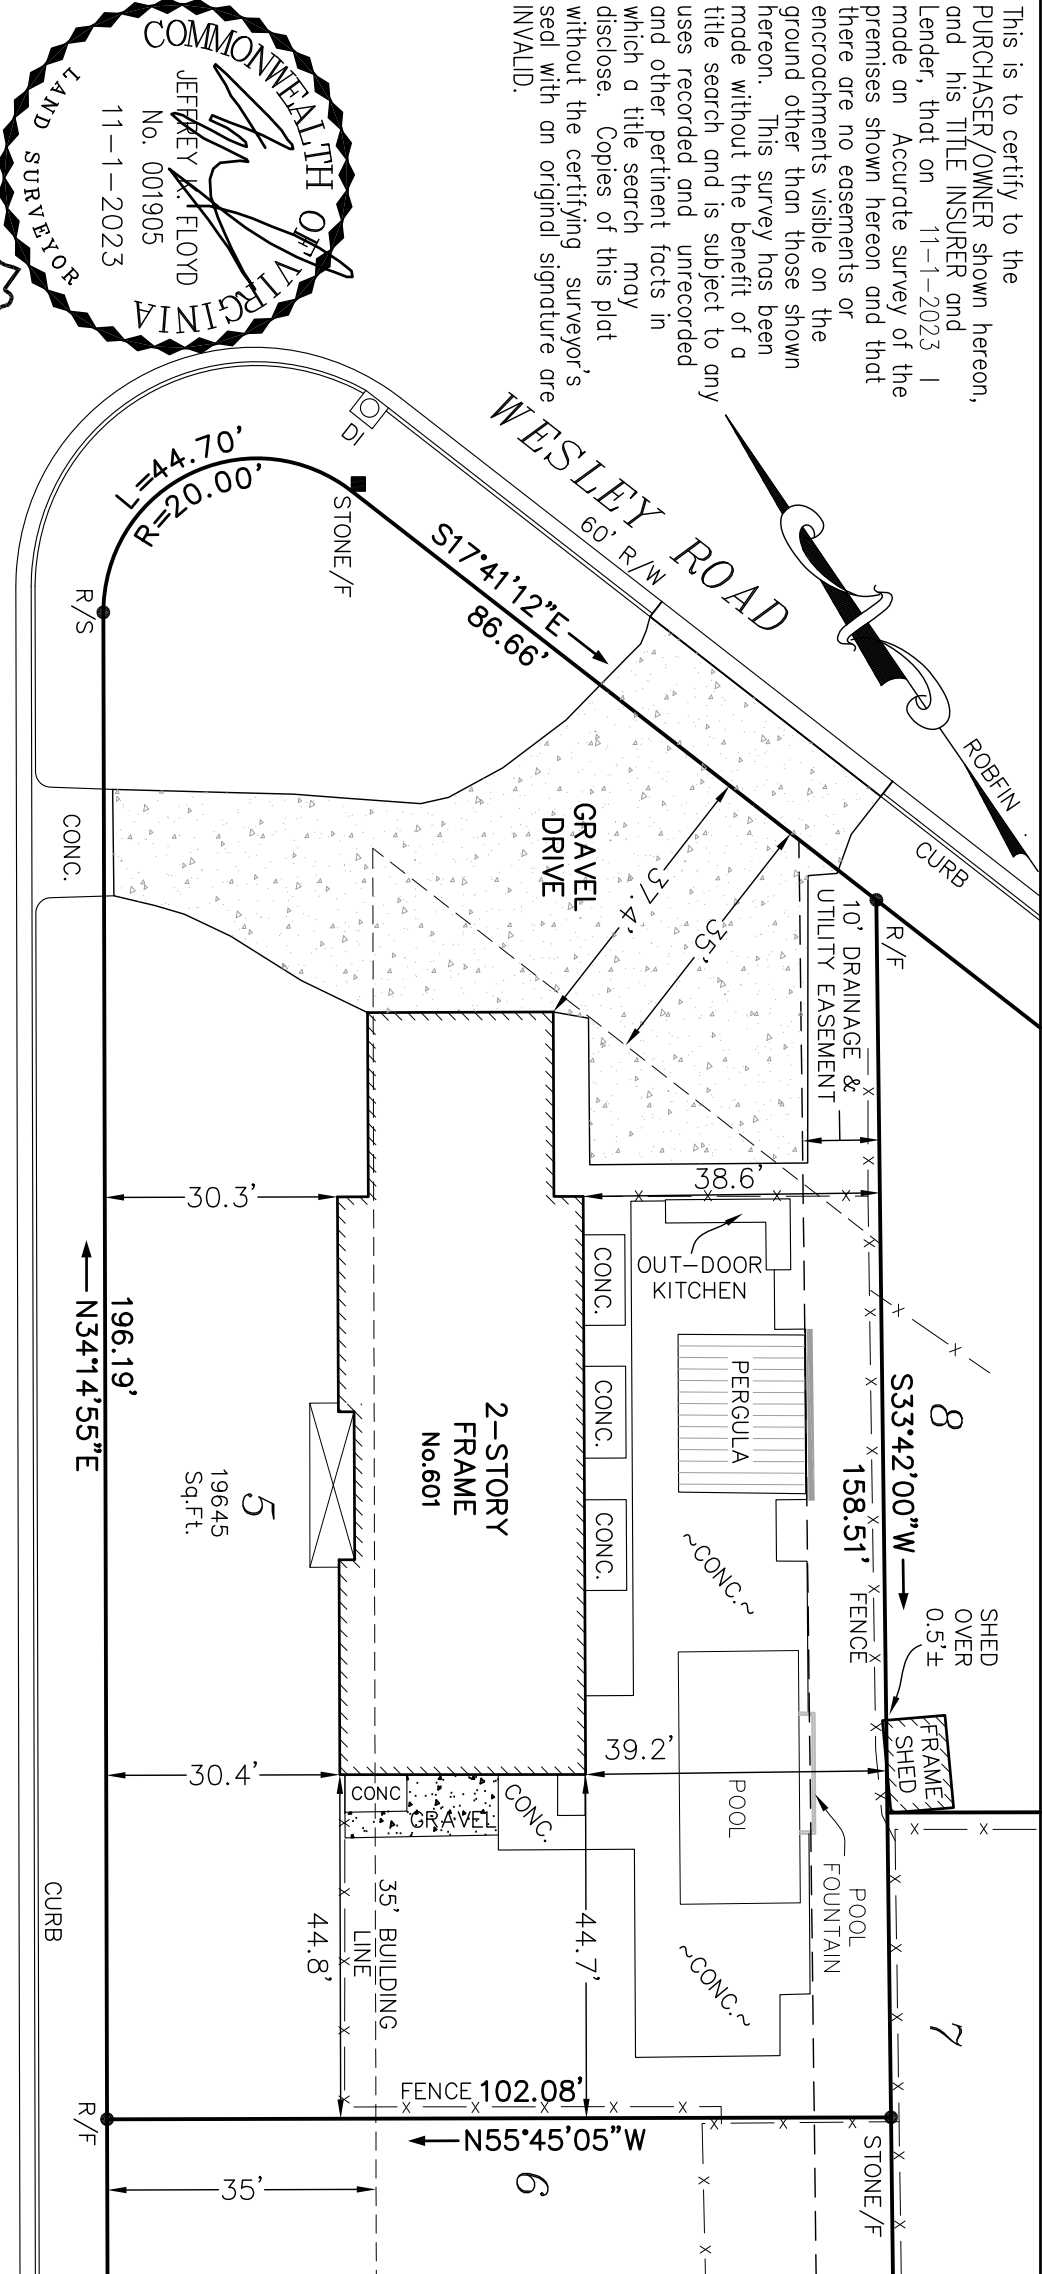 This is to certify to the
PURCHASER/OWNER shown hereon,
and his TITLE INSURER and
Lender, that on 11-1-2023 I
made an Accurate survey of the
premises shown hereon and that
there are no easements or
encroachments visible on the
ground other than those shown
hereon. This survey has been
made without the benefit of a
title search and is subject to any
uses recorded and unrecorded
and other pertinent facts in
which a title search may
disclose. Copies of this plat
without the certifying surveyor's
seal with an original signature are
INVALID.
COMMONWEALTH OF VIRGINIA
JEFFREY K. FLOYD
No. 001905
11-1-2023
LAND SURVEYOR
WESLEY ROAD
60' R/W
ROBFIN
CURB
DI
STONE/F
L=44.70'
R=20.00'
R/S
S17°41'12"E
86.66'
CONC.
GRAVEL
DRIVE
37.4'
35'
R/F
10' DRAINAGE &
UTILITY EASEMENT
38.6'
30.3'
OUT-DOOR
KITCHEN
CONC.
CONC.
CONC.
PERGULA
8
S33°42'00"W
158.51'
FENCE
SHED
OVER
0.5'±
FRAME
SHED
~CONC.~
2-STORY
FRAME
No.601
5
19645
Sq.Ft.
196.19'
N34°14'55"E
39.2'
30.4'
POOL
POOL
FOUNTAIN
CONC
GRAVEL
CONC.
~CONC.~
44.7'
44.8'
35' BUILDING
LINE
7
FENCE 102.08'
N55°45'05"W
6
STONE/F
R/F
35'
CURB